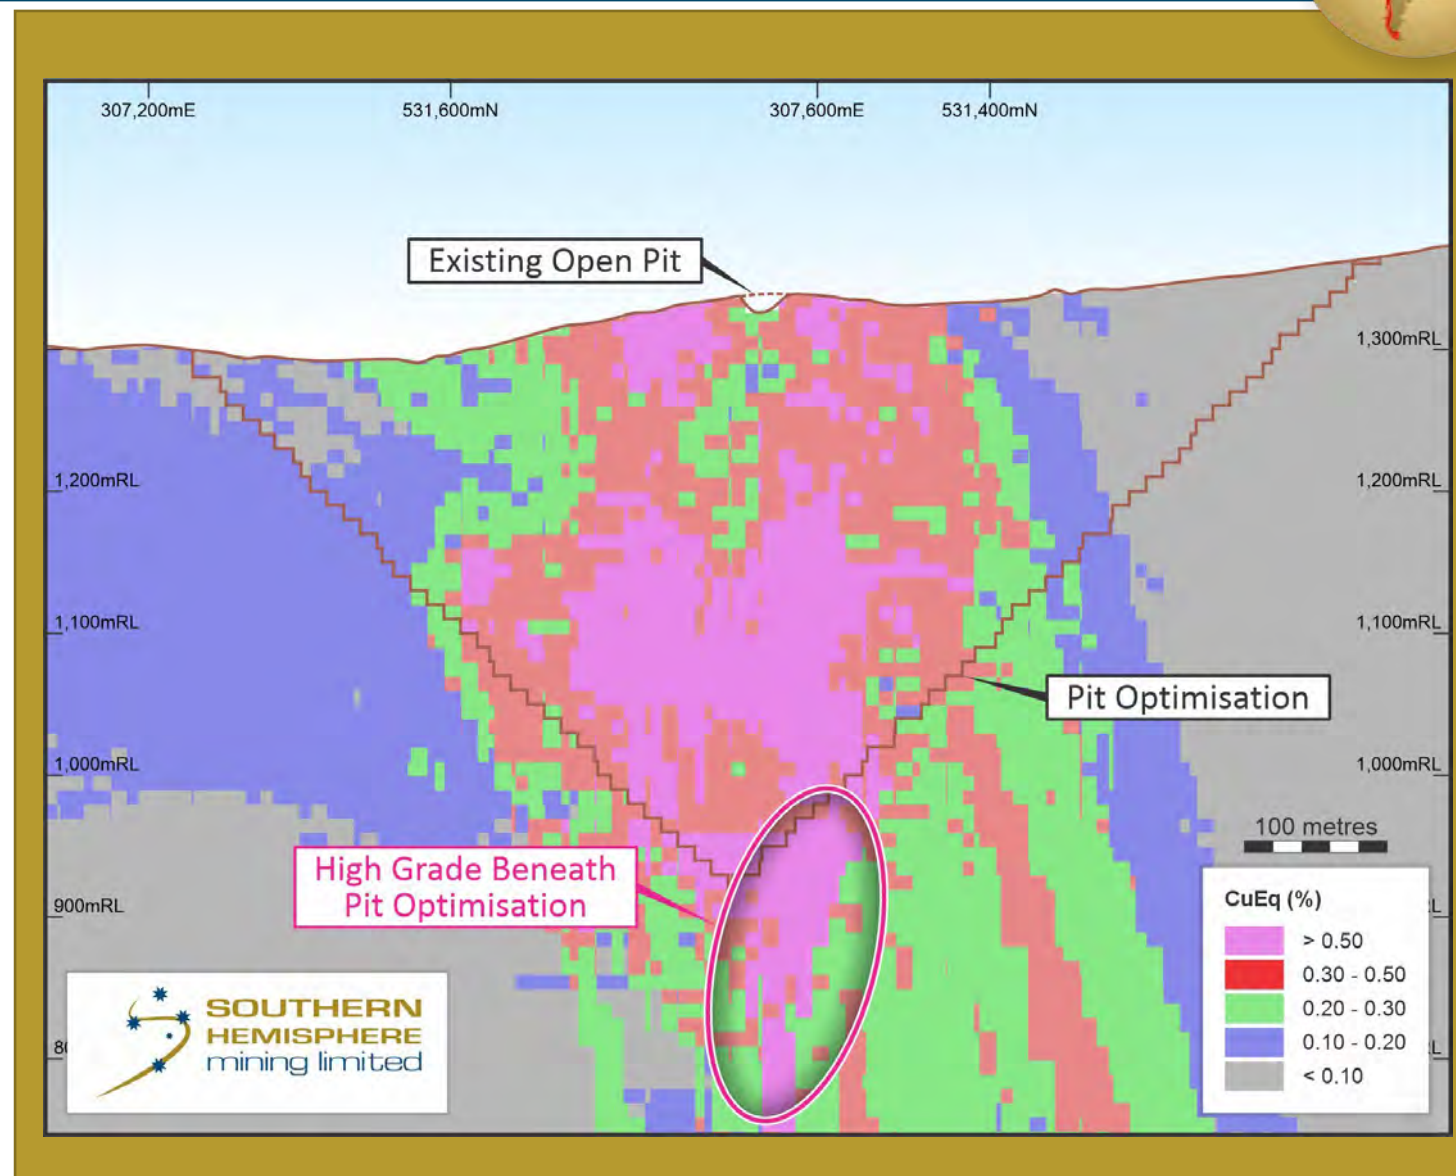 307,200mE
531,600mN
307,600mE
531,400mN
Existing Open Pit
1,300mRL
1,200mRL
1,200mRL
1,100mRL
1,100mRL
Pit Optimisation
1,000mRL
1,000mRL
100 metres
High Grade Beneath
Pit Optimisation
900mRL
CuEq (%)
> 0.50
0.30 - 0.50
0.20 - 0.30
0.10 - 0.20
< 0.10
SOUTHERN
HEMISPHERE
mining limited